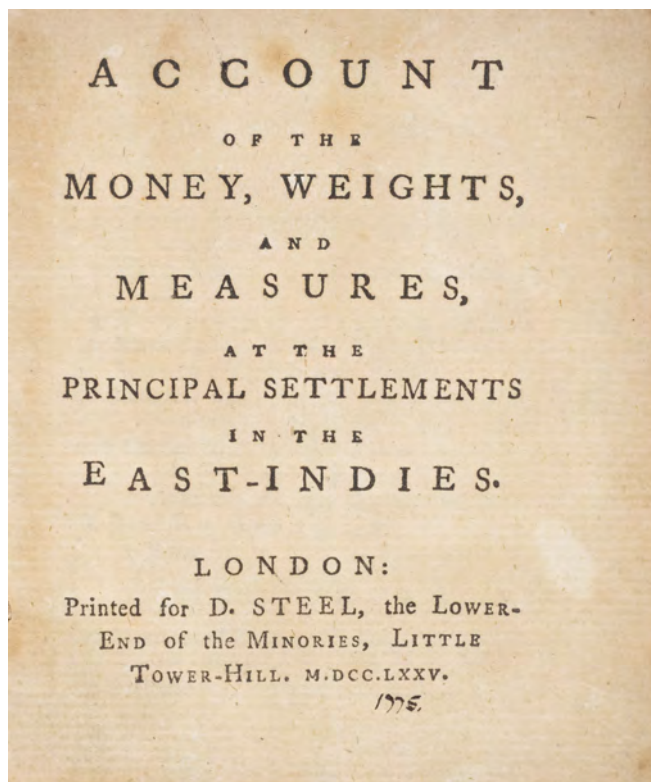 ACCOUNT
OF THE
MONEY, WEIGHTS,
AND
MEASURES,
AT THE
PRINCIPAL SETTLEMENTS
IN THE
EAST-INDIES.
LONDON:
Printed for D. STEEL, the LOWER-
END of the MINORIES, LITTLE
TOWER-HILL. M.DCC.LXXV.
1775.